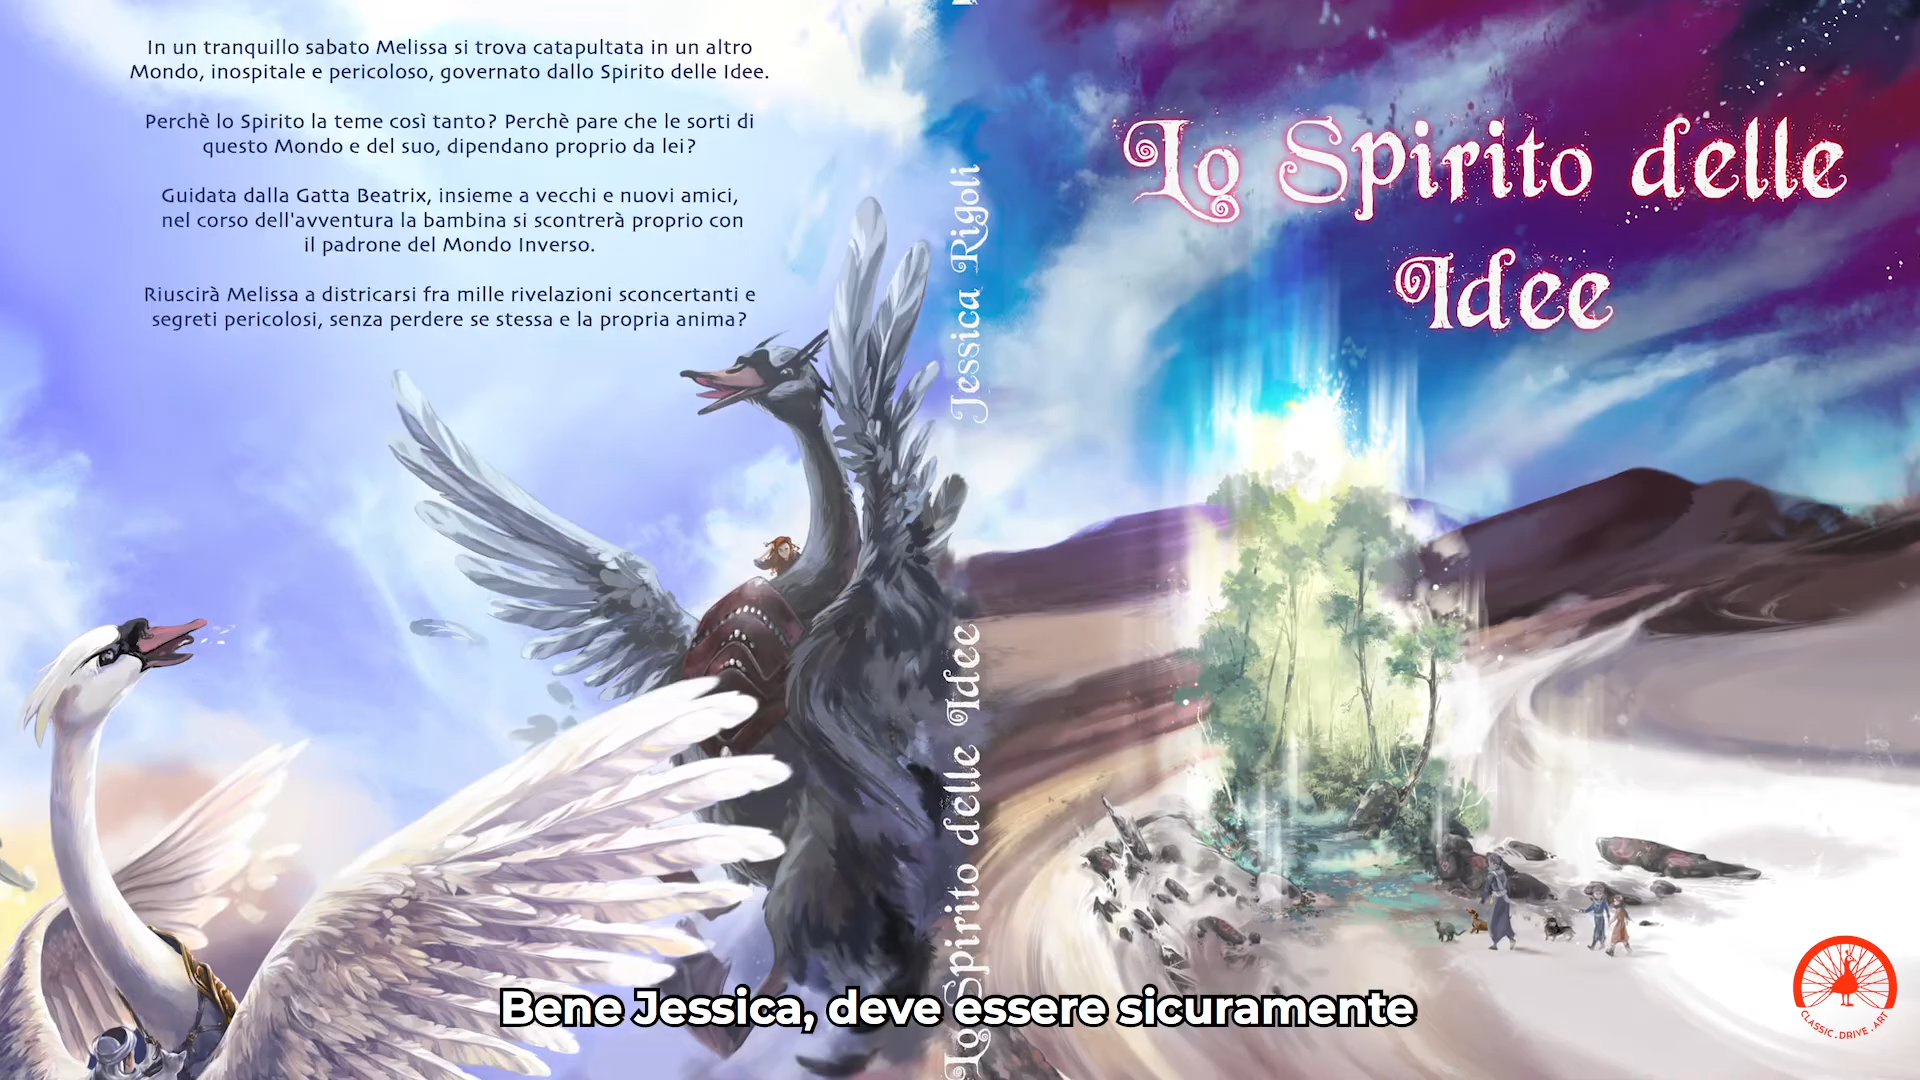 In un tranquillo sabato Melissa si trova catapultata in un altro
Mondo, inospitale e pericoloso, governato dallo Spirito delle Idee.
Perchè lo Spirito la teme così tanto? Perchè pare che le sorti di
questo Mondo e del suo, dipendano proprio da lei?
Guidata dalla Gatta Beatrix, insieme a vecchi e nuovi amici,
nel corso dell'avventura la bambina si scontrerà proprio con
il padrone del Mondo Inverso.
Riuscirà Melissa a districarsi fra mille rivelazioni sconcertanti e
segreti pericolosi, senza perdere se stessa e la propria anima?
Jessica Rigoli
Lo Spirito delle Idee
Lo Spirito delle
Idee
CLASSIC.DRIVE.ART
Bene Jessica, deve essere sicuramente